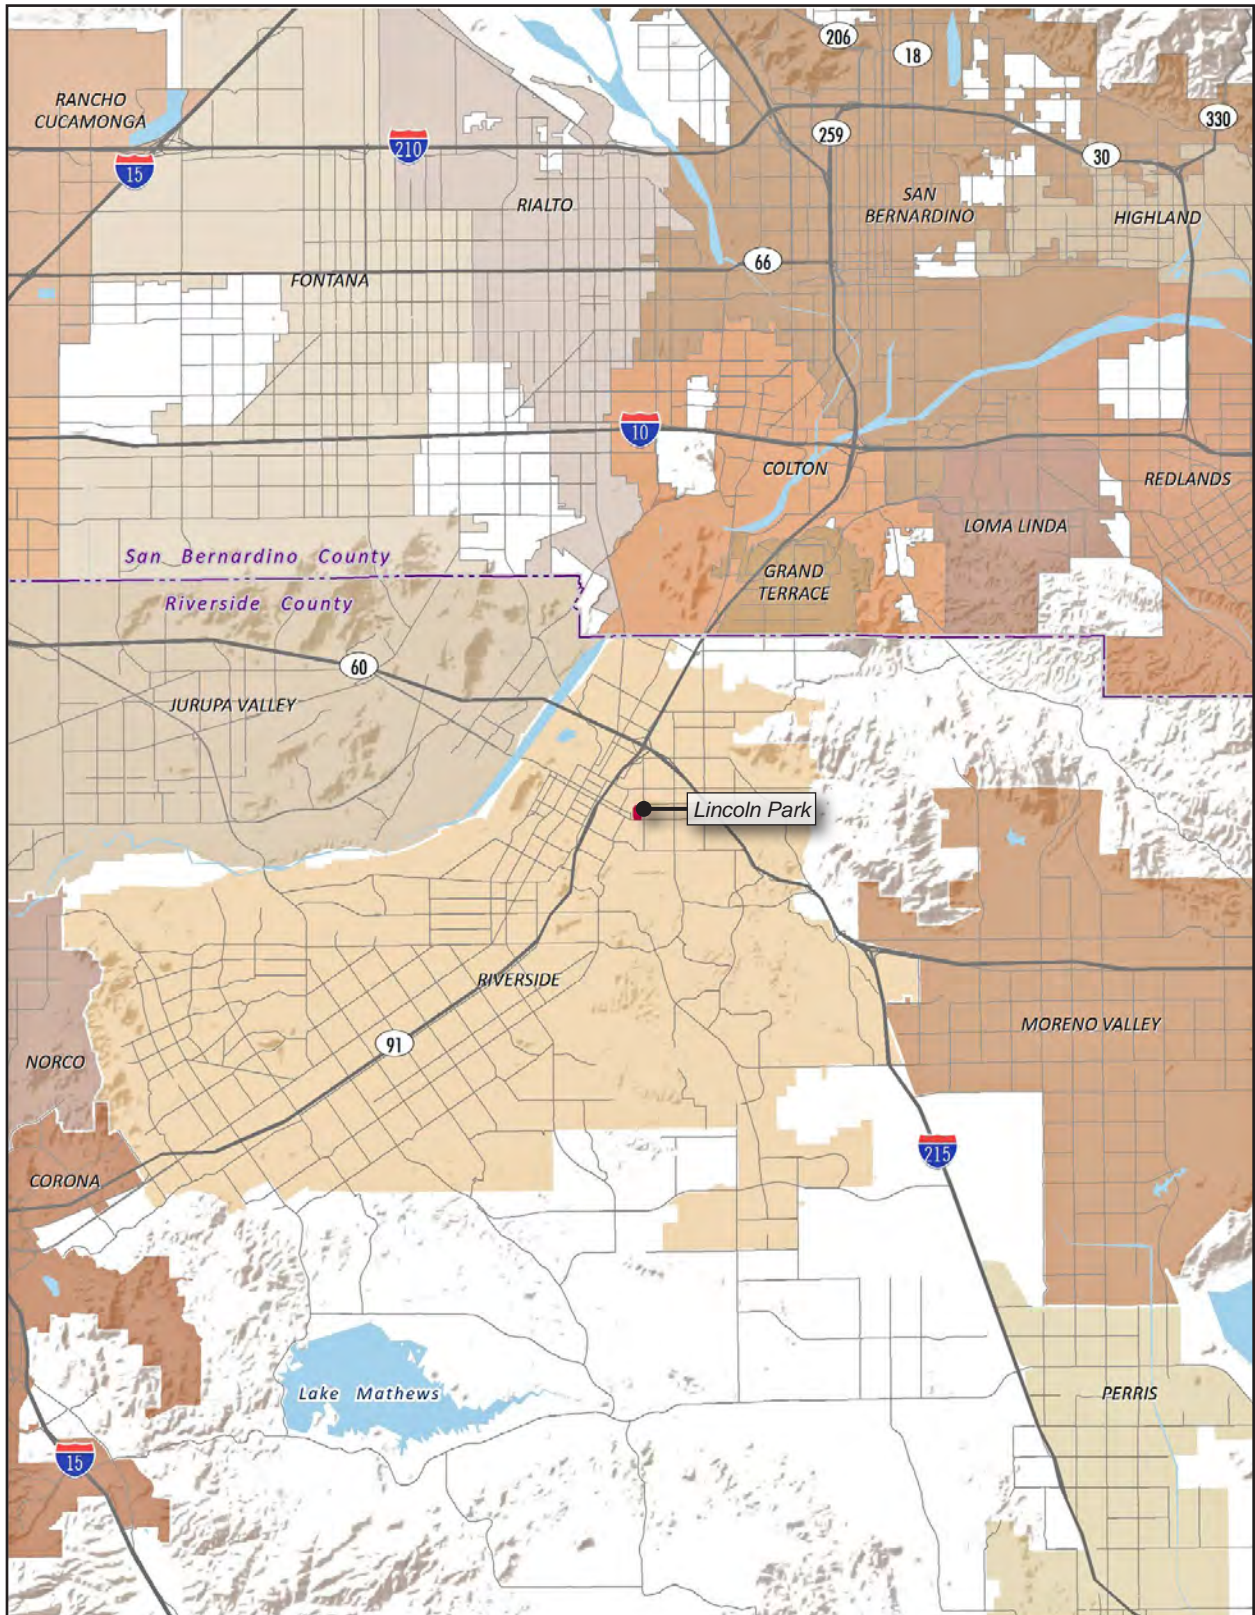 206
18
RANCHO
CUCAMONGA
330
210
259
30
15
SAN
BERNARDINO
RIALTO
HIGHLAND
66
FONTANA
10
COLTON
REDLANDS
LOMA LINDA
San Bernardino County
GRAND
TERRACE
Riverside County
60
JURUPA VALLEY
Lincoln Park
RIVERSIDE
MORENO VALLEY
91
NORCO
215
CORONA
Lake Mathews
PERRIS
15